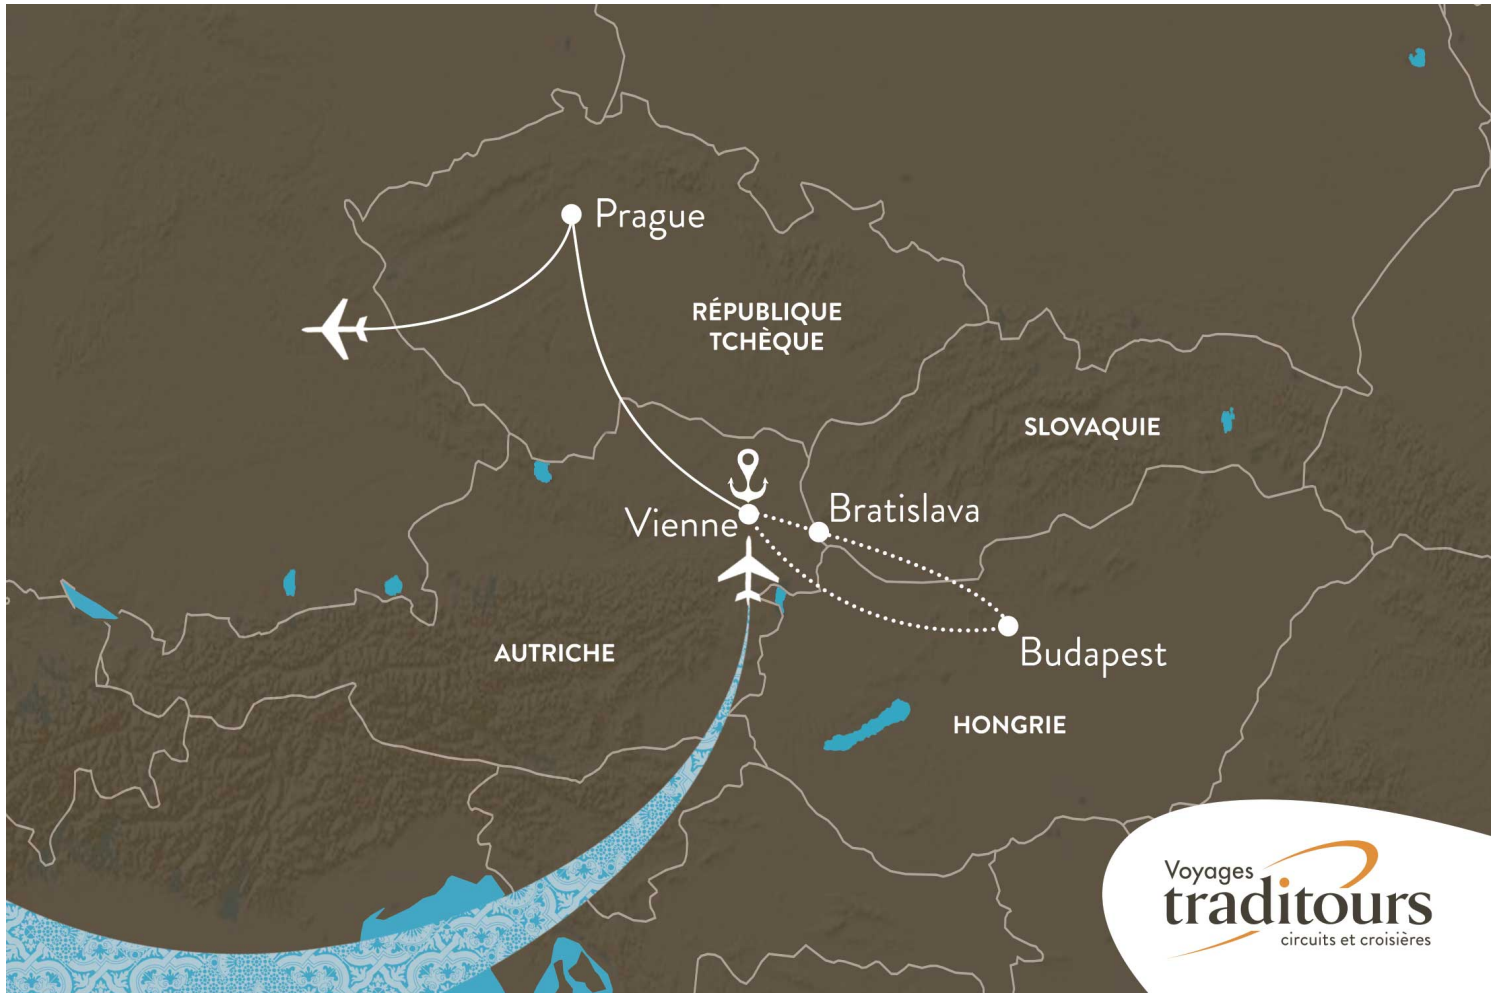 Prague
RÉPUBLIQUE
TCHÈQUE
SLOVAQUIE
Bratislava
Vienne
AUTRICHE
Budapest
HONGRIE
Voyages
traditours
circuits et croisières